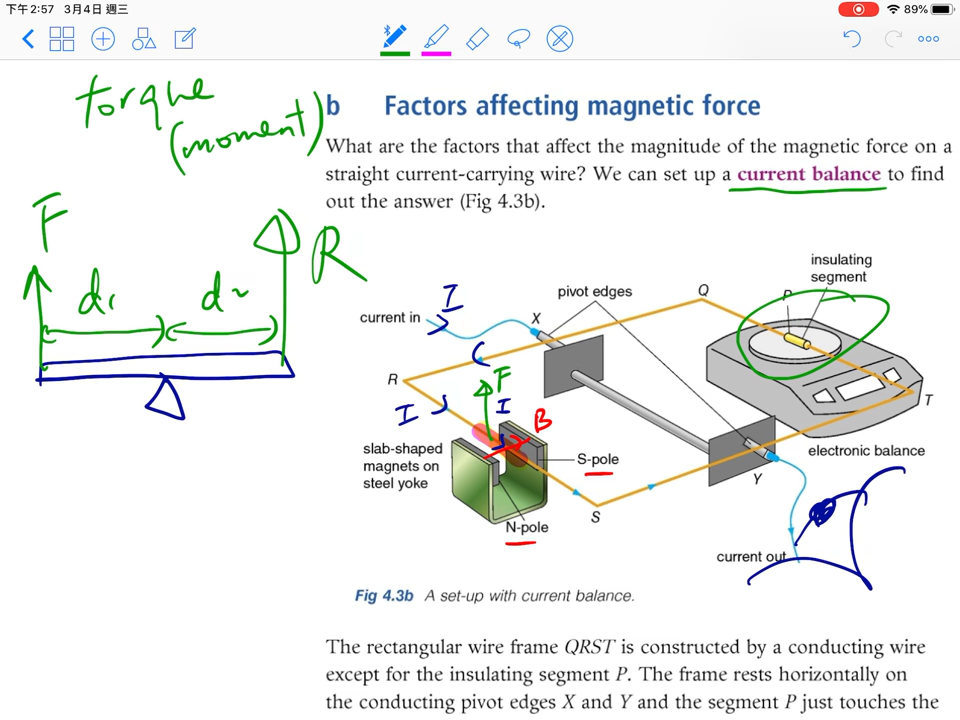 下午2:57 3月4日 週三
89%
torque
(moment)
F
R
d1
d2
b Factors affecting magnetic force
What are the factors that affect the magnitude of the magnetic force on a
straight current-carrying wire? We can set up a current balance to find
out the answer (Fig 4.3b).
insulating
segment
pivot edges
Q
P
I
current in
X
R
F
I
I
B
T
slab-shaped
magnets on
steel yoke
S-pole
electronic balance
Y
S
N-pole
current out
Fig 4.3b A set-up with current balance.
The rectangular wire frame QRST is constructed by a conducting wire
except for the insulating segment P. The frame rests horizontally on
the conducting pivot edges X and Y and the segment P just touches the